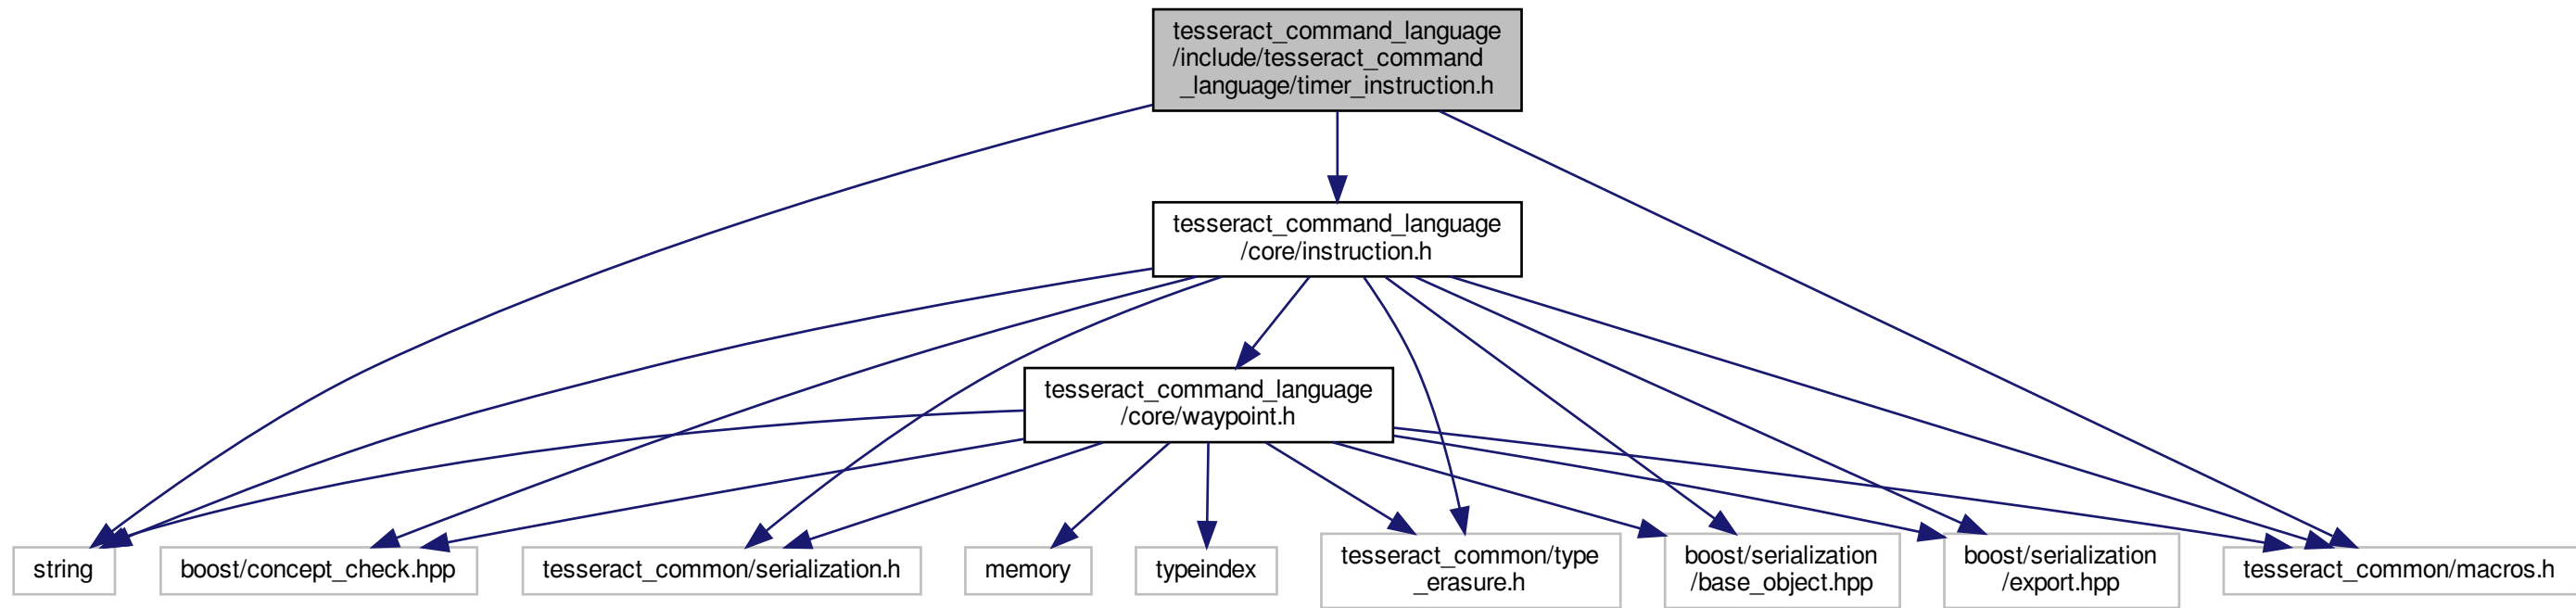 tesseract_command_language
/include/tesseract_command
_language/timer_instruction.h
tesseract_command_language
/core/instruction.h
tesseract_command_language
/core/waypoint.h
string
boost/concept_check.hpp
tesseract_common/serialization.h
memory
typeindex
tesseract_common/type
_erasure.h
boost/serialization
/base_object.hpp
boost/serialization
/export.hpp
tesseract_common/macros.h